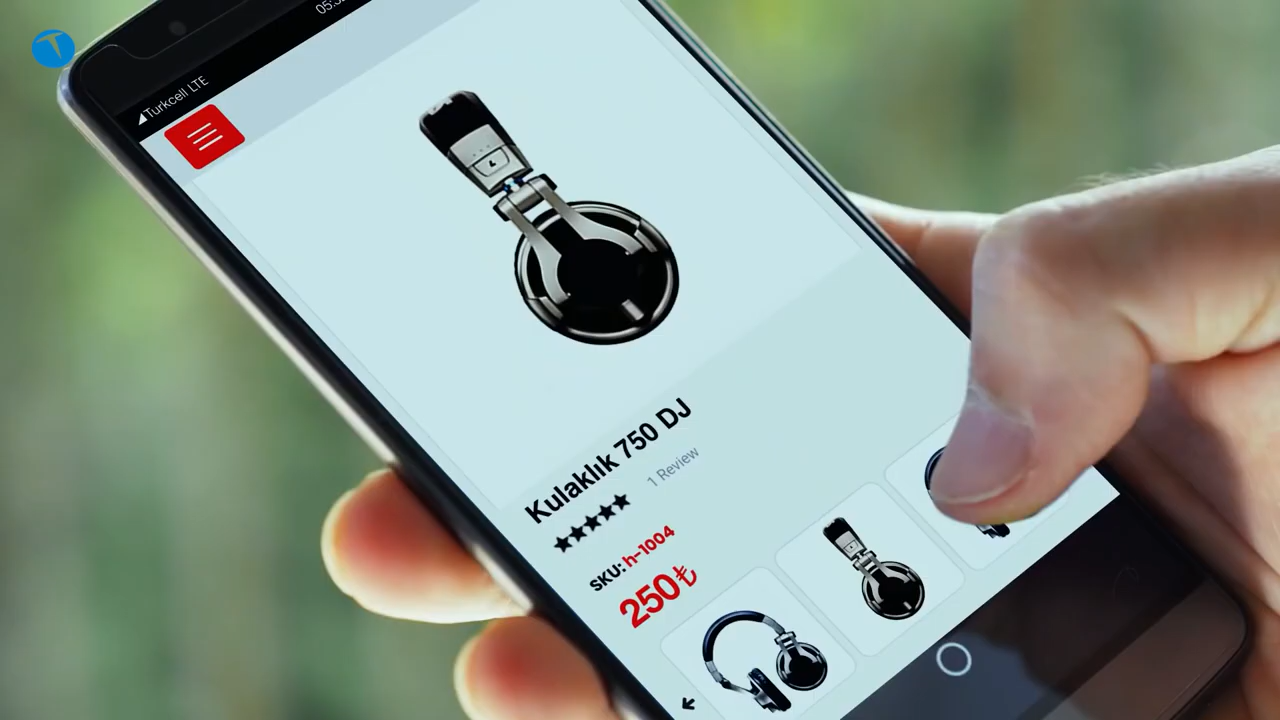 Turkcell LTE
Kulaklık 750 DJ
1 Review
SKU: h-1004
250₺